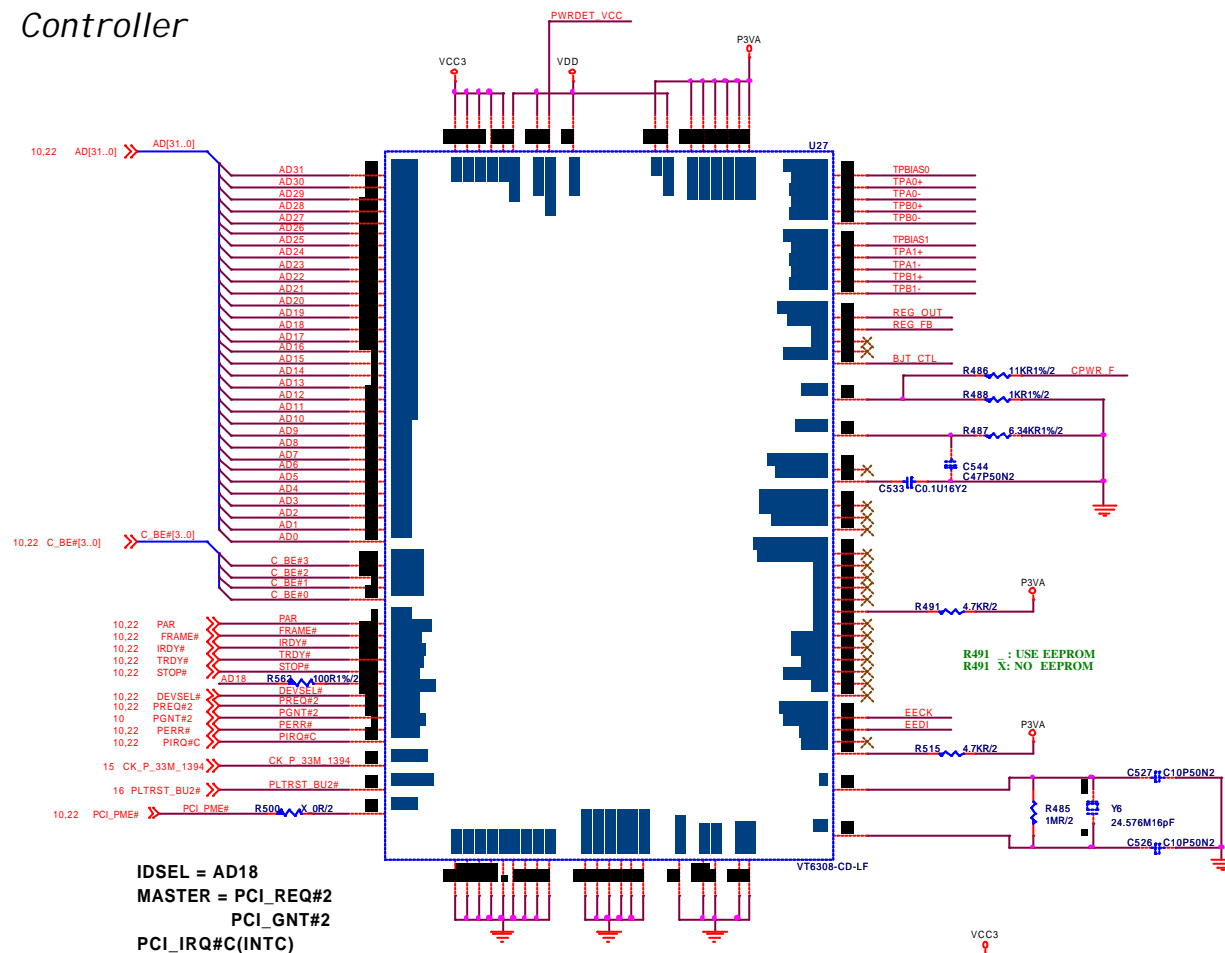 Controller
PWRDET_VCC
P3VA
VCC3
VDD
U27
10,22 AD[31..0]
AD[31..0]
AD31
AD30
AD29
AD28
AD27
AD26
AD25
AD24
AD23
AD22
AD21
AD20
AD19
AD18
AD17
AD16
AD15
AD14
AD13
AD12
AD11
AD10
AD9
AD8
AD7
AD6
AD5
AD4
AD3
AD2
AD1
AD0
10,22 C_BE#[3..0]
C_BE#[3..0]
C_BE#3
C_BE#2
C_BE#1
C_BE#0
10,22 PAR PAR
10,22 FRAME# FRAME#
10,22 IRDY# IRDY#
10,22 TRDY# TRDY#
10,22 STOP# STOP#
AD18 R562 100R1%/2
10,22 DEVSEL# DEVSEL#
10,22 PREQ#2 PREQ#2
10 PGNT#2 PGNT#2
10,22 PERR# PERR#
10,22 PIRQ#C PIRQ#C
15 CK_P_33M_1394 CK_P_33M_1394
16 PLTRST_BU2# PLTRST_BU2#
10,22 PCI_PME# PCI_PME# R500 X_0R/2
TPBIAS0
TPA0+
TPA0-
TPB0+
TPB0-
TPBIAS1
TPA1+
TPA1-
TPB1+
TPB1-
REG_OUT
REG_FB
BJT_CTL
R486 11KR1%/2 CPWR_F
R488 1KR1%/2
R487 6.34KR1%/2
C544
C47P50N2
C533 C0.1U16Y2
P3VA
R491 4.7KR/2
R491 _ : USE EEPROM
R491 X: NO EEPROM
EECK
EEDI
P3VA
R515 4.7KR/2
C527 C10P50N2
R485
1MR/2
Y6
24.576M16pF
C526 C10P50N2
VT6308-CD-LF
IDSEL = AD18
MASTER = PCI_REQ#2
PCI_GNT#2
PCI_IRQ#C(INTC)
VCC3